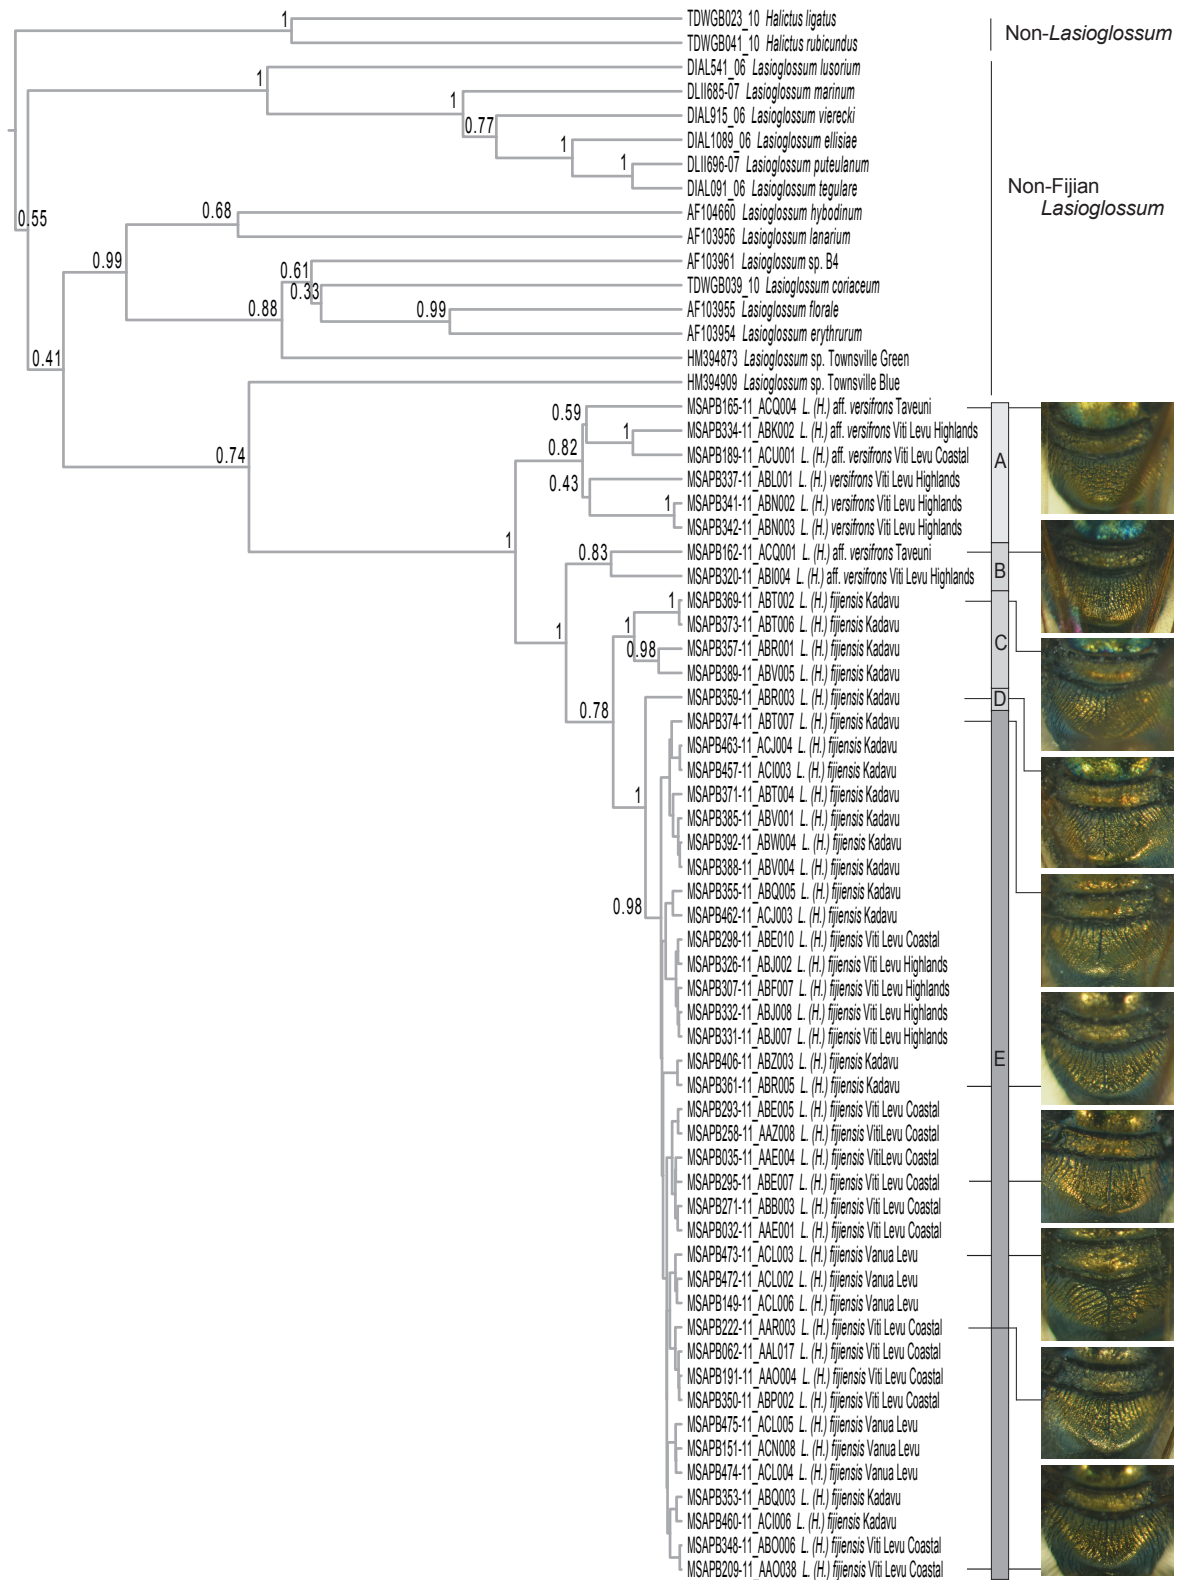 TDWGB023_10 Halictus ligatus
TDWGB041_10 Halictus rubicundus
DIAL541_06 Lasioglossum lusorium
DLII685-07 Lasioglossum marinum
DIAL915_06 Lasioglossum vierecki
DIAL1089_06 Lasioglossum ellisiae
DLII696-07 Lasioglossum puteulanum
DIAL091_06 Lasioglossum tegulare
AF104660 Lasioglossum hybodinum
AF103956 Lasioglossum lanarium
AF103961 Lasioglossum sp. B4
TDWGB039_10 Lasioglossum coriaceum
AF103955 Lasioglossum florale
AF103954 Lasioglossum erythrurum
HM394873 Lasioglossum sp. Townsville Green
HM394909 Lasioglossum sp. Townsville Blue
MSAPB165-11_ACQ004 L. (H.) aff. versifrons Taveuni
MSAPB334-11_ABK002 L. (H.) aff. versifrons Viti Levu Highlands
MSAPB189-11_ACU001 L. (H.) aff. versifrons Viti Levu Coastal
MSAPB337-11_ABL001 L. (H.) versifrons Viti Levu Highlands
MSAPB341-11_ABN002 L. (H.) versifrons Viti Levu Highlands
MSAPB342-11_ABN003 L. (H.) versifrons Viti Levu Highlands
MSAPB162-11_ACQ001 L. (H.) aff. versifrons Taveuni
MSAPB320-11_ABI004 L. (H.) aff. versifrons Viti Levu Highlands
MSAPB369-11_ABT002 L. (H.) fijiensis Kadavu
MSAPB373-11_ABT006 L. (H.) fijiensis Kadavu
MSAPB357-11_ABR001 L. (H.) fijiensis Kadavu
MSAPB389-11_ABV005 L. (H.) fijiensis Kadavu
MSAPB359-11_ABR003 L. (H.) fijiensis Kadavu
MSAPB374-11_ABT007 L. (H.) fijiensis Kadavu
MSAPB463-11_ACJ004 L. (H.) fijiensis Kadavu
MSAPB457-11_ACI003 L. (H.) fijiensis Kadavu
MSAPB371-11_ABT004 L. (H.) fijiensis Kadavu
MSAPB385-11_ABV001 L. (H.) fijiensis Kadavu
MSAPB392-11_ABW004 L. (H.) fijiensis Kadavu
MSAPB388-11_ABV004 L. (H.) fijiensis Kadavu
MSAPB355-11_ABQ005 L. (H.) fijiensis Kadavu
MSAPB462-11_ACJ003 L. (H.) fijiensis Kadavu
MSAPB298-11_ABE010 L. (H.) fijiensis Viti Levu Coastal
MSAPB326-11_ABJ002 L. (H.) fijiensis Viti Levu Highlands
MSAPB307-11_ABF007 L. (H.) fijiensis Viti Levu Highlands
MSAPB332-11_ABJ008 L. (H.) fijiensis Viti Levu Highlands
MSAPB331-11_ABJ007 L. (H.) fijiensis Viti Levu Highlands
MSAPB406-11_ABZ003 L. (H.) fijiensis Kadavu
MSAPB361-11_ABR005 L. (H.) fijiensis Kadavu
MSAPB293-11_ABE005 L. (H.) fijiensis Viti Levu Coastal
MSAPB258-11_AAZ008 L. (H.) fijiensis VitiLevu Coastal
MSAPB035-11_AAE004 L. (H.) fijiensis VitiLevu Coastal
MSAPB295-11_ABE007 L. (H.) fijiensis Viti Levu Coastal
MSAPB271-11_ABB003 L. (H.) fijiensis Viti Levu Coastal
MSAPB032-11_AAE001 L. (H.) fijiensis Viti Levu Coastal
MSAPB473-11_ACL003 L. (H.) fijiensis Vanua Levu
MSAPB472-11_ACL002 L. (H.) fijiensis Vanua Levu
MSAPB149-11_ACL006 L. (H.) fijiensis Vanua Levu
MSAPB222-11_AAR003 L. (H.) fijiensis Viti Levu Coastal
MSAPB062-11_AAL017 L. (H.) fijiensis Viti Levu Coastal
MSAPB191-11_AAO004 L. (H.) fijiensis Viti Levu Coastal
MSAPB350-11_ABP002 L. (H.) fijiensis Viti Levu Coastal
MSAPB475-11_ACL005 L. (H.) fijiensis Vanua Levu
MSAPB151-11_ACN008 L. (H.) fijiensis Vanua Levu
MSAPB474-11_ACL004 L. (H.) fijiensis Vanua Levu
MSAPB353-11_ABQ003 L. (H.) fijiensis Kadavu
MSAPB460-11_ACI006 L. (H.) fijiensis Kadavu
MSAPB348-11_ABO006 L. (H.) fijiensis Viti Levu Coastal
MSAPB209-11_AAO038 L. (H.) fijiensis Viti Levu Coastal
Non-Lasioglossum
Non-Fijian
Lasioglossum
A
B
C
D
E
1
1
1
0.77
1
1
0.55
0.68
0.99
0.61
0.33
0.88
0.99
0.41
0.59
1
0.82
0.74
0.43
1
1
0.83
1
1
0.98
1
0.78
1
0.98